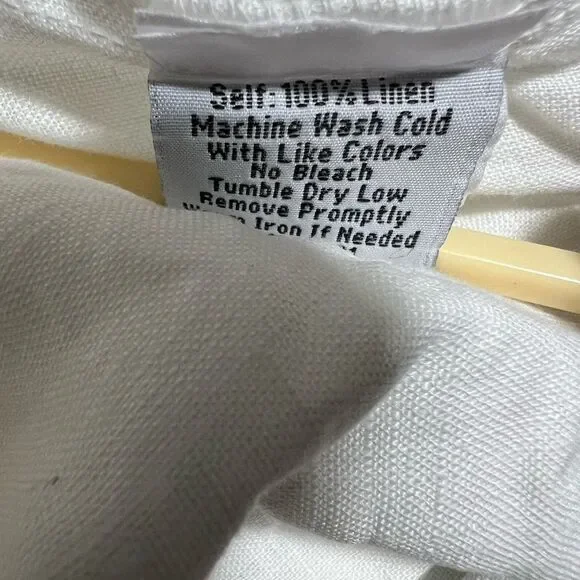 Self: 100% Linen
Machine Wash Cold
With Like Colors
No Bleach
Tumble Dry Low
Remove Promptly
Iron If Needed